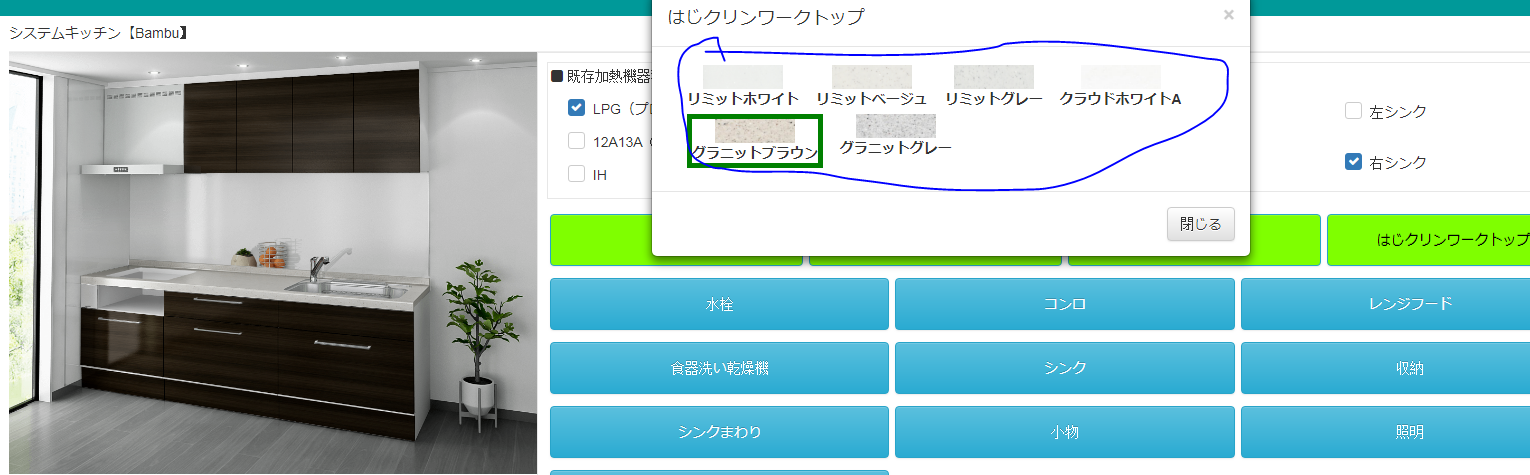 システムキッチン【Bambu】
はじクリンワークトップ
×
■ 既存加熱機器
リミットホワイト リミットベージュ リミットグレー クラウドホワイトA
LPG（プロ
左シンク
グラニットブラウン グラニットグレー
12A13A（
右シンク
IH
閉じる
はじクリンワークトップ
水栓 コンロ レンジフード
食器洗い乾燥機 シンク 収納
シンクまわり 小物 照明